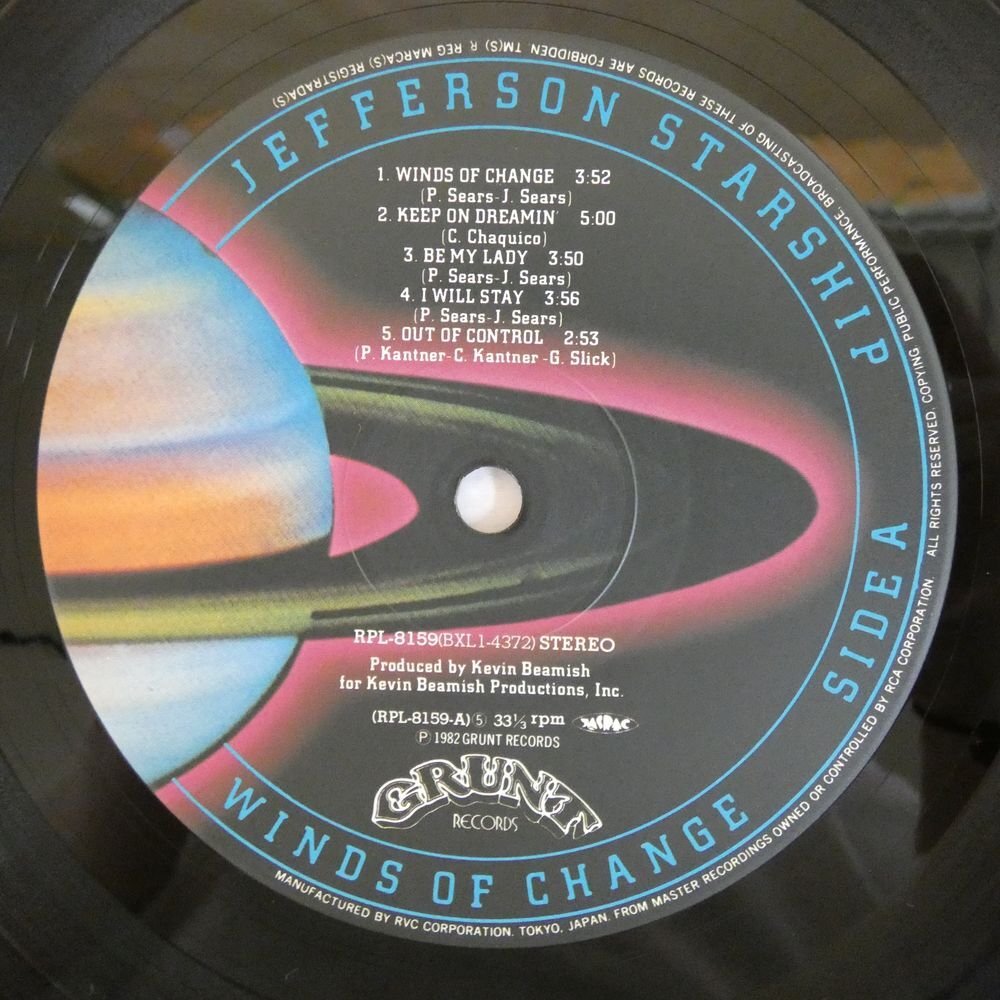 JEFFERSON STARSHIP
1. WINDS OF CHANGE 3:52
(P. Sears-J. Sears)
2. KEEP ON DREAMIN' 5:00
(C. Chaquico)
3. BE MY LADY 3:50
(P. Sears-J. Sears)
4. I WILL STAY 3:56
(P. Sears-J. Sears)
5. OUT OF CONTROL 2:53
(P. Kantner-C. Kantner-G. Slick)
SIDE A
RPL-8159(BXL1-4372) STEREO
Produced by Kevin Beamish
for Kevin Beamish Productions, Inc.
(RPL-8159-A) Ⓢ 33⅓ rpm
℗ 1982 GRUNT RECORDS
GRUNT
RECORDS
WINDS OF CHANGE
MANUFACTURED BY RVC CORPORATION. TOKYO, JAPAN. FROM MASTER RECORDINGS OWNED OR CONTROLLED BY RCA CORPORATION. ALL RIGHTS RESERVED. COPYING, PUBLIC PERFORMANCE, BROADCASTING OF THESE RECORDS ARE FORBIDDEN. TM(S) R REG MARCA(S) REGISTRADA(S)